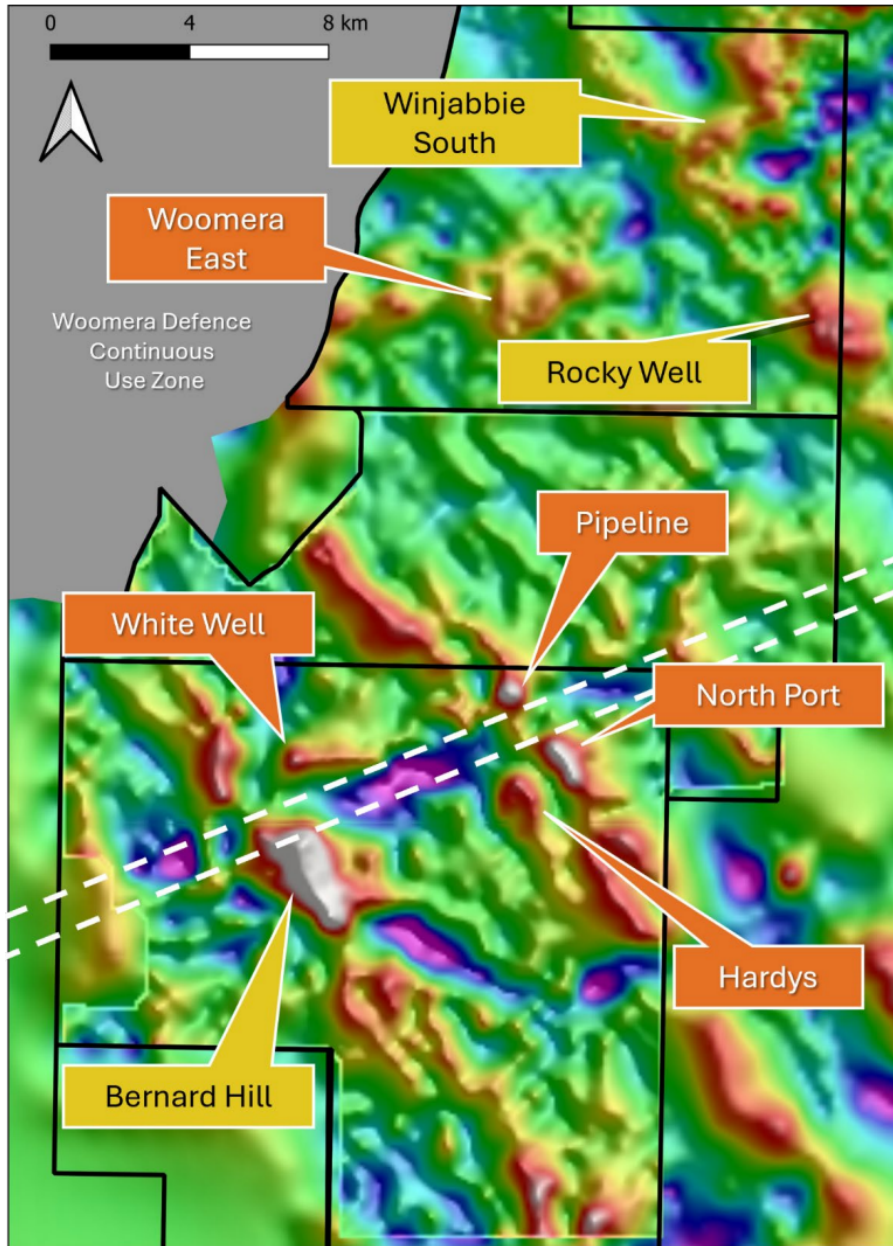 0 4 8 km
Winjabbie
South
Woomera
East
Woomera Defence
Continuous
Use Zone
Rocky Well
Pipeline
White Well
North Port
Hardys
Bernard Hill